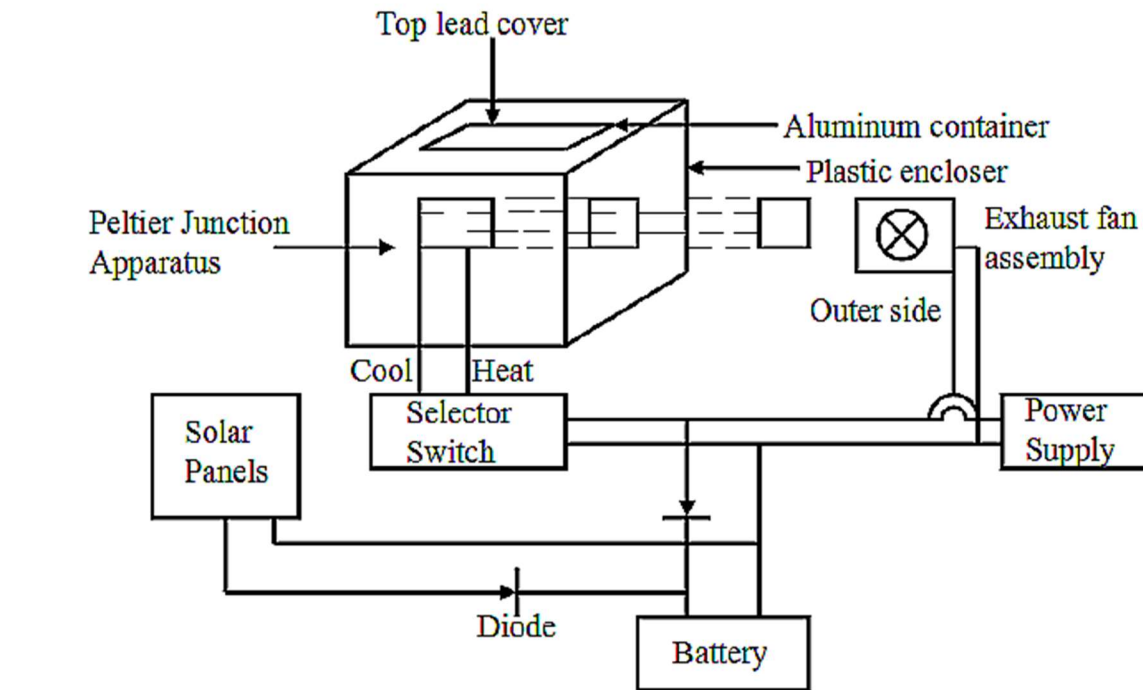 Top lead cover
Aluminum container
Plastic encloser
Peltier Junction
Apparatus
Exhaust fan
assembly
Outer side
Cool
Heat
Solar
Panels
Selector
Switch
Power
Supply
Diode
Battery